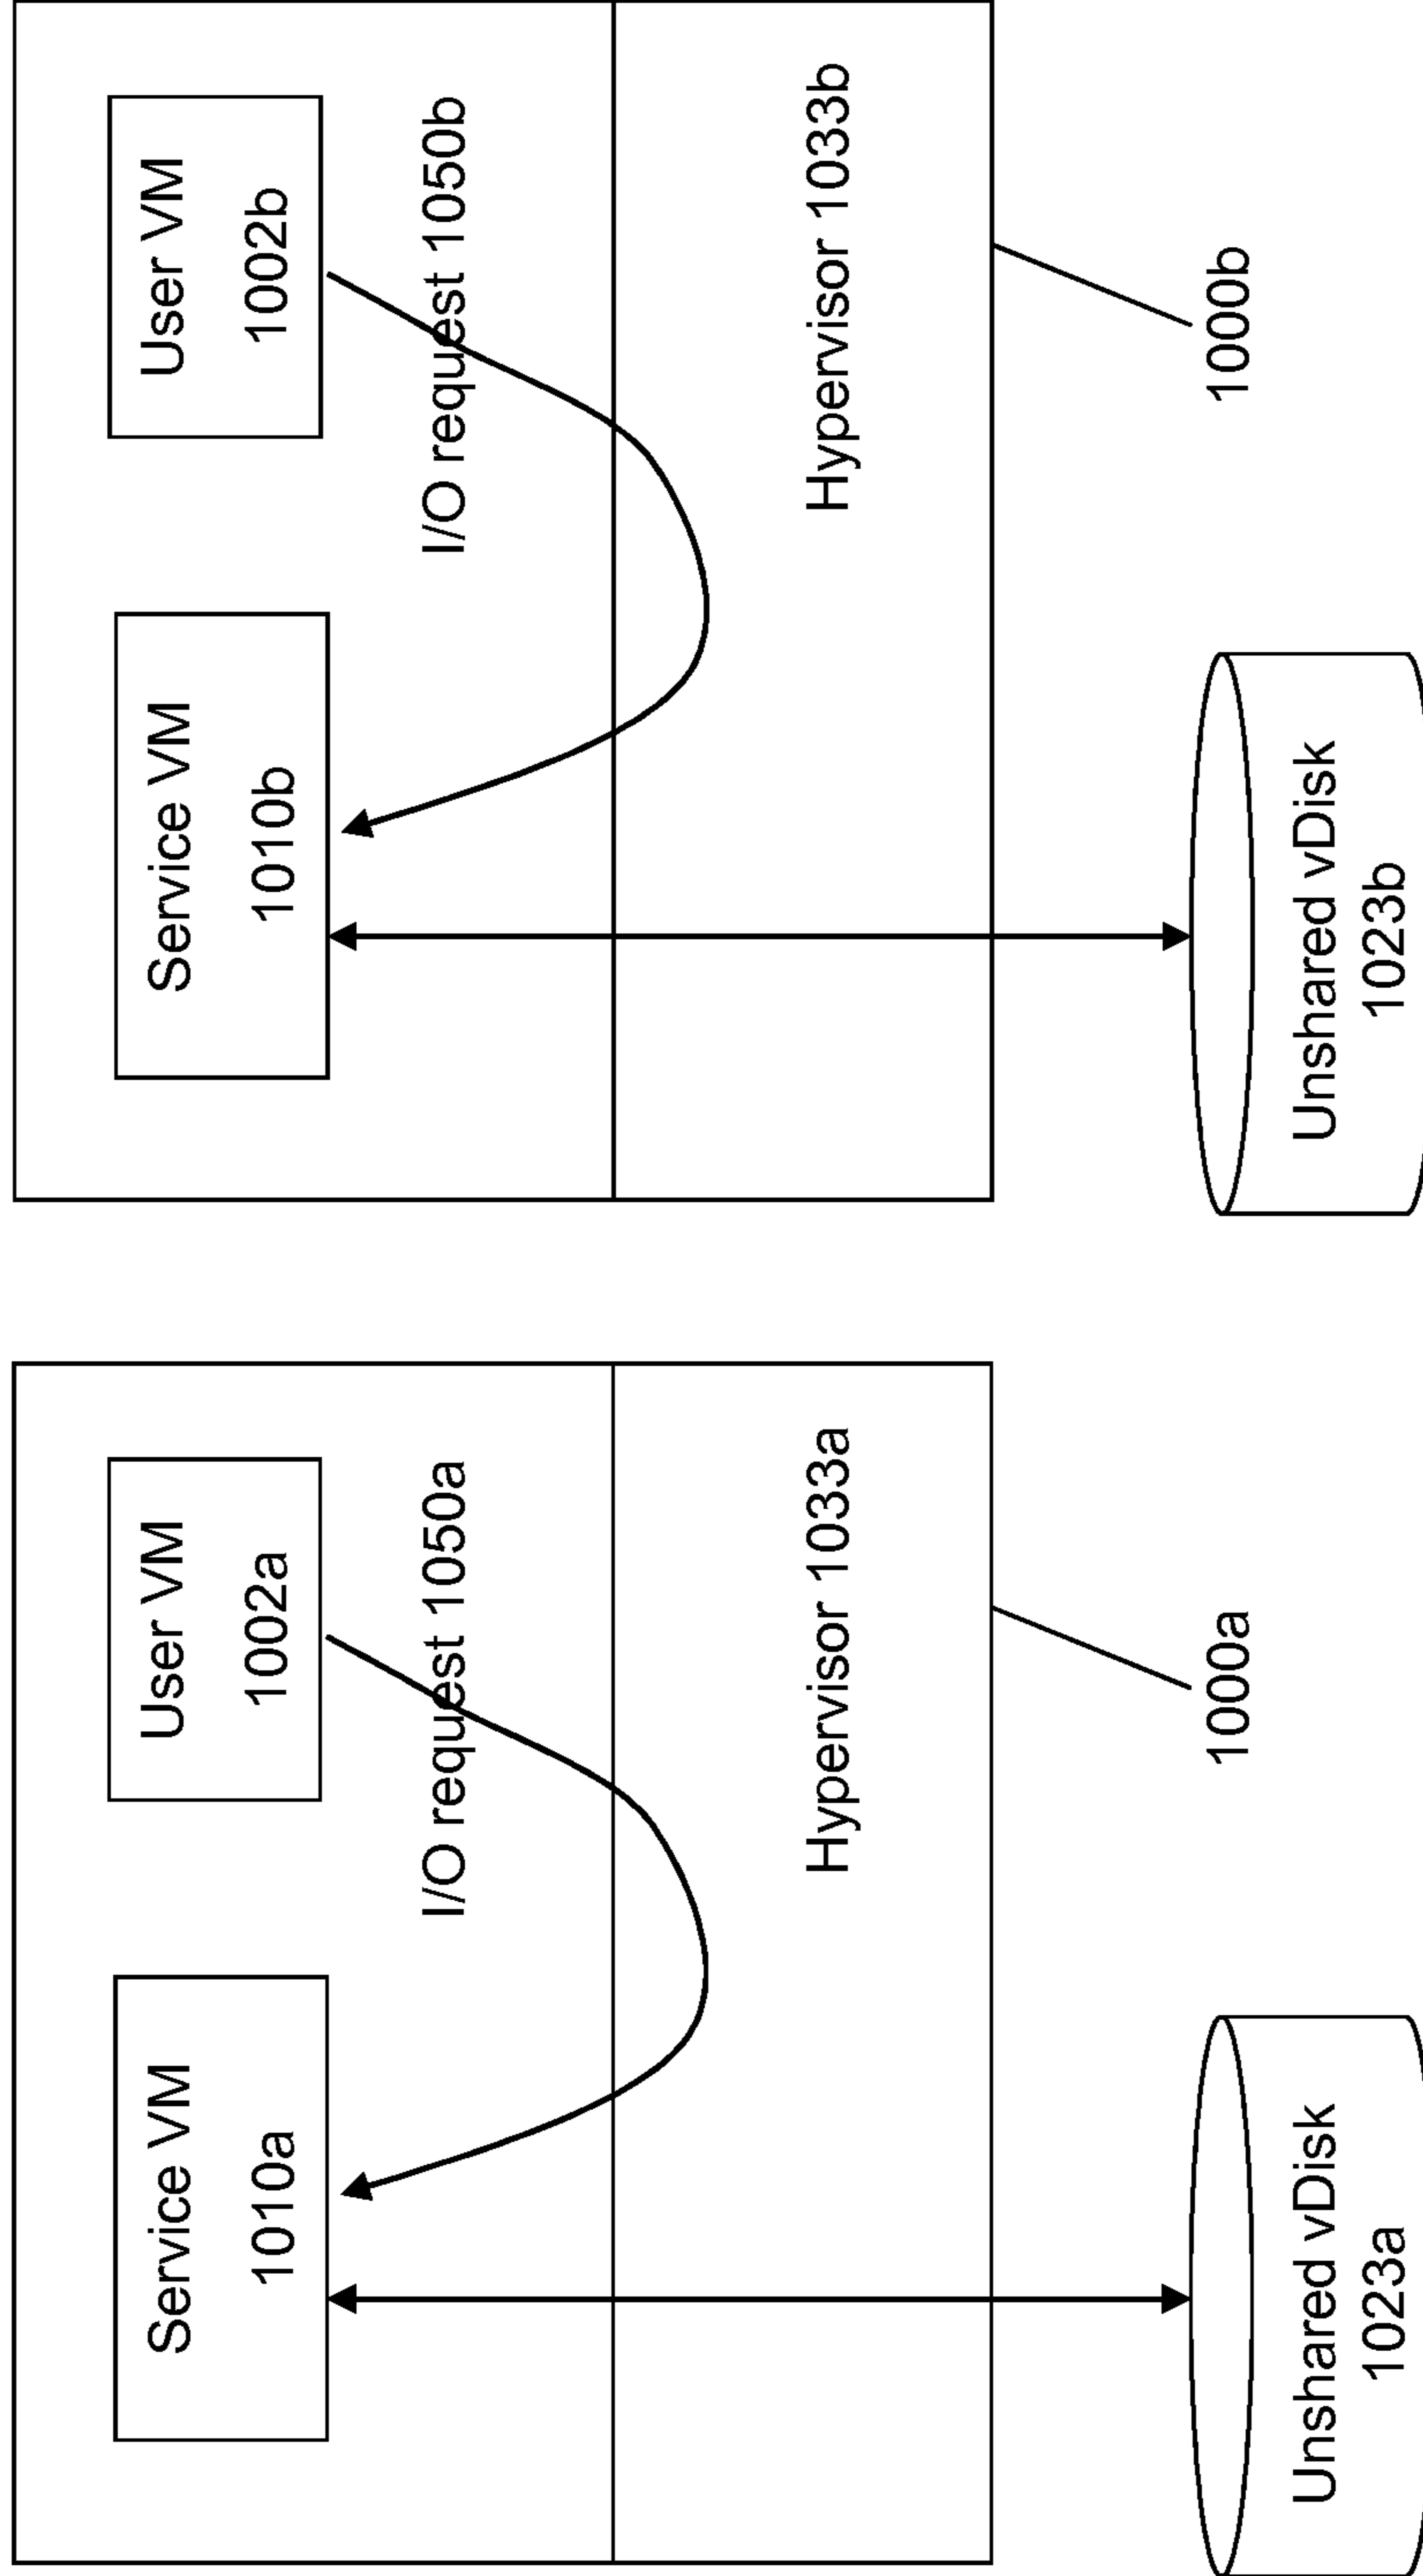 Service VM
1010a
User VM
1002a
I/O request 1050a
Hypervisor 1033a
1000a
Unshared vDisk
1023a
Service VM
1010b
User VM
1002b
I/O request 1050b
Hypervisor 1033b
1000b
Unshared vDisk
1023b